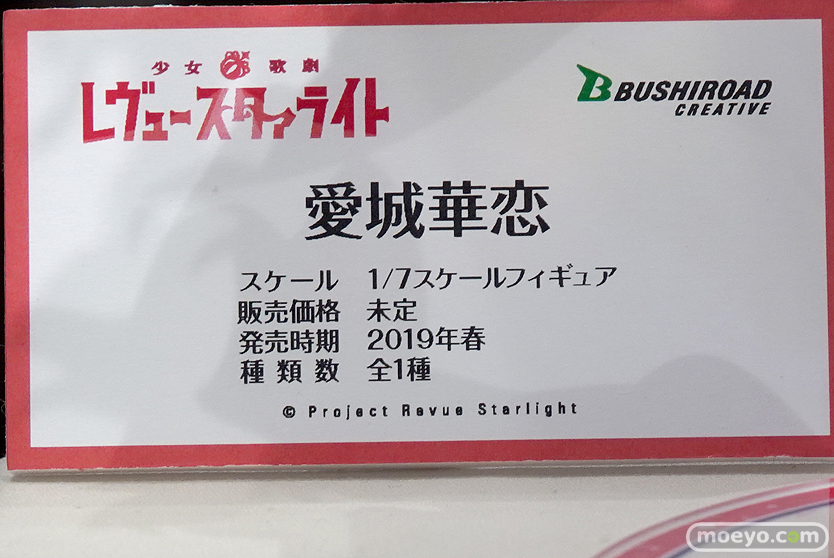 少女歌劇
レヴュースタァライト
BUSHIROAD
CREATIVE
愛城華恋
スケール 1/7スケールフィギュア
販売価格 未定
発売時期 2019年春
種類数 全1種
© Project Revue Starlight
moeyo.com